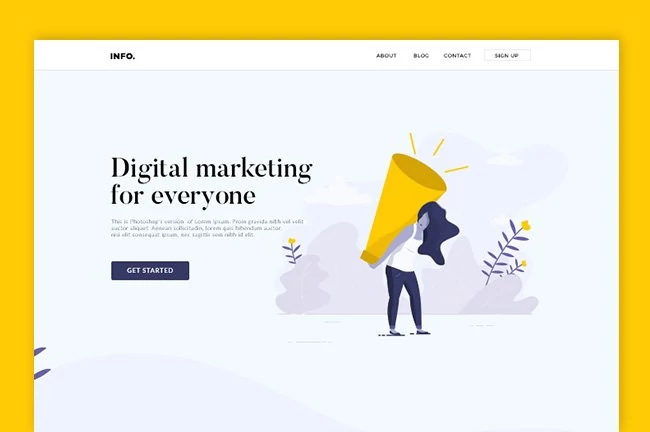 INFO.
ABOUT
BLOG
CONTACT
SIGN UP
Digital marketing
for everyone
This is Photoshop's version of Lorem Ipsum. Proin gravida nibh vel velit
auctor aliquet. Aenean sollicitudin, lorem quis bibendum auctor,
nisi elit consequat ipsum, nec sagittis sem nibh id elit.
GET STARTED